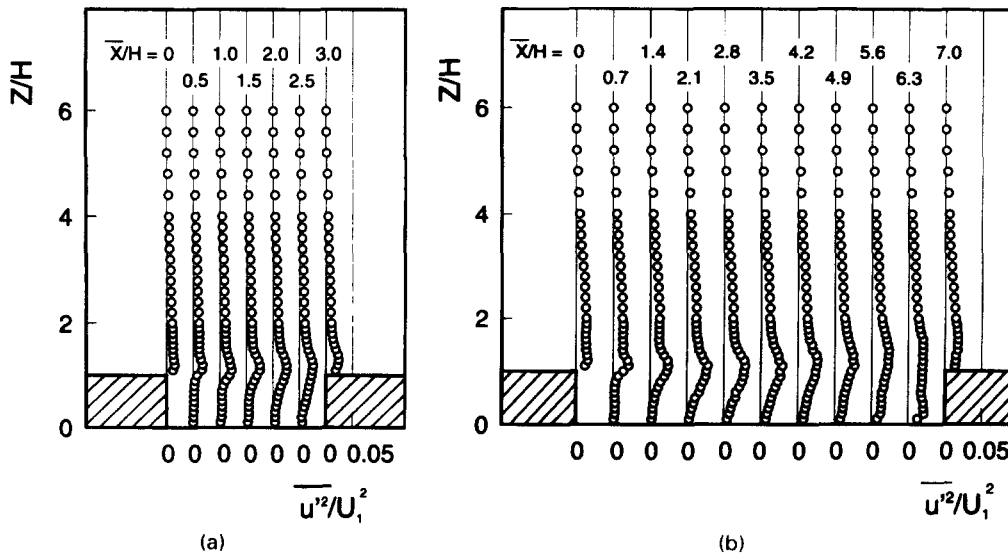 Z/H
X̅/H = 0 1.0 2.0 3.0
0.5 1.5 2.5
6
4
2
0
0 0 0 0 0 0 0 0.05
u'²/U₁²
(a)
Z/H
X̅/H = 0 1.4 2.8 4.2 5.6 7.0
0.7 2.1 3.5 4.9 6.3
6
4
2
0
0 0 0 0 0 0 0 0 0 0 0 0.05
u'²/U₁²
(b)